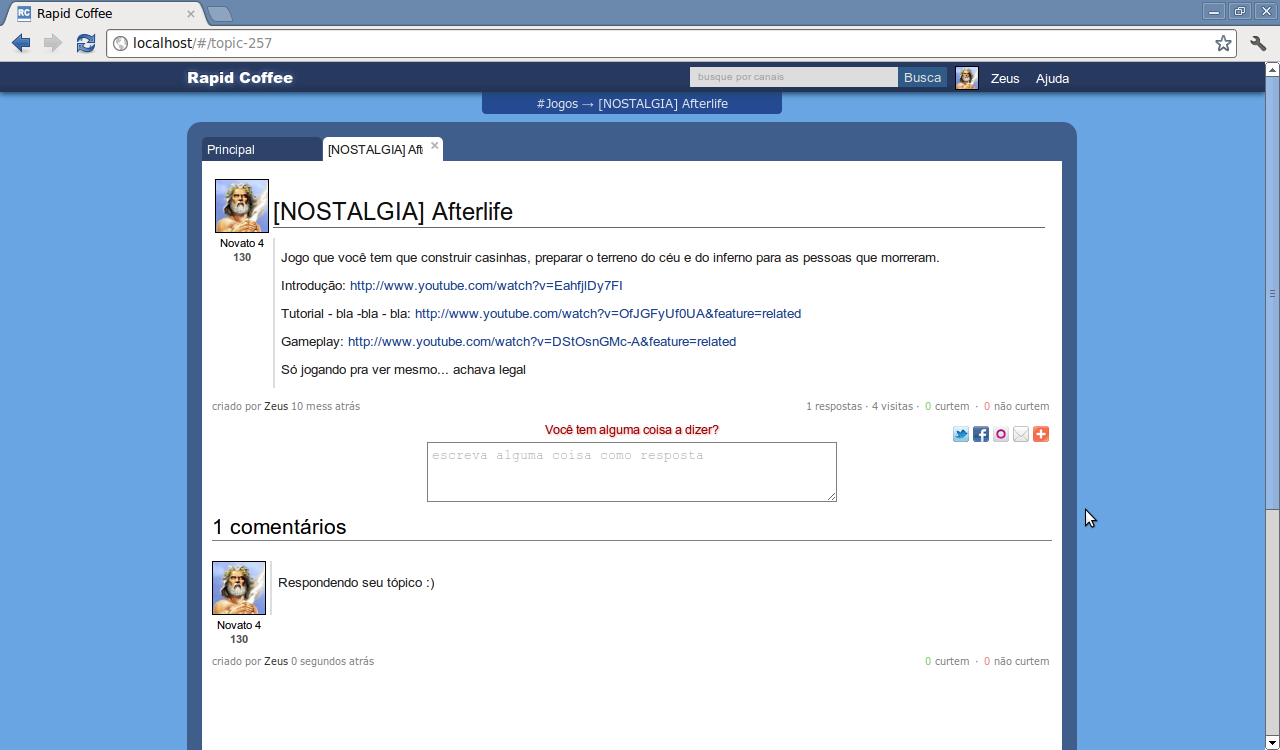 RC Rapid Coffee
localhost/#/topic-257
Rapid Coffee
busque por canais
Busca
Zeus
Ajuda
#Jogos → [NOSTALGIA] Afterlife
Principal
[NOSTALGIA] Aft
[NOSTALGIA] Afterlife
Novato 4
130
Jogo que você tem que construir casinhas, preparar o terreno do céu e do inferno para as pessoas que morreram.
Introdução: http://www.youtube.com/watch?v=EahfjlDy7FI
Tutorial - bla -bla - bla: http://www.youtube.com/watch?v=OfJGFyUf0UA&feature=related
Gameplay: http://www.youtube.com/watch?v=DStOsnGMc-A&feature=related
Só jogando pra ver mesmo... achava legal
criado por Zeus 10 mess atrás
1 respostas · 4 visitas · 0 curtem · 0 não curtem
Você tem alguma coisa a dizer?
escreva alguma coisa como resposta
1 comentários
Respondendo seu tópico :)
Novato 4
130
criado por Zeus 0 segundos atrás
0 curtem · 0 não curtem